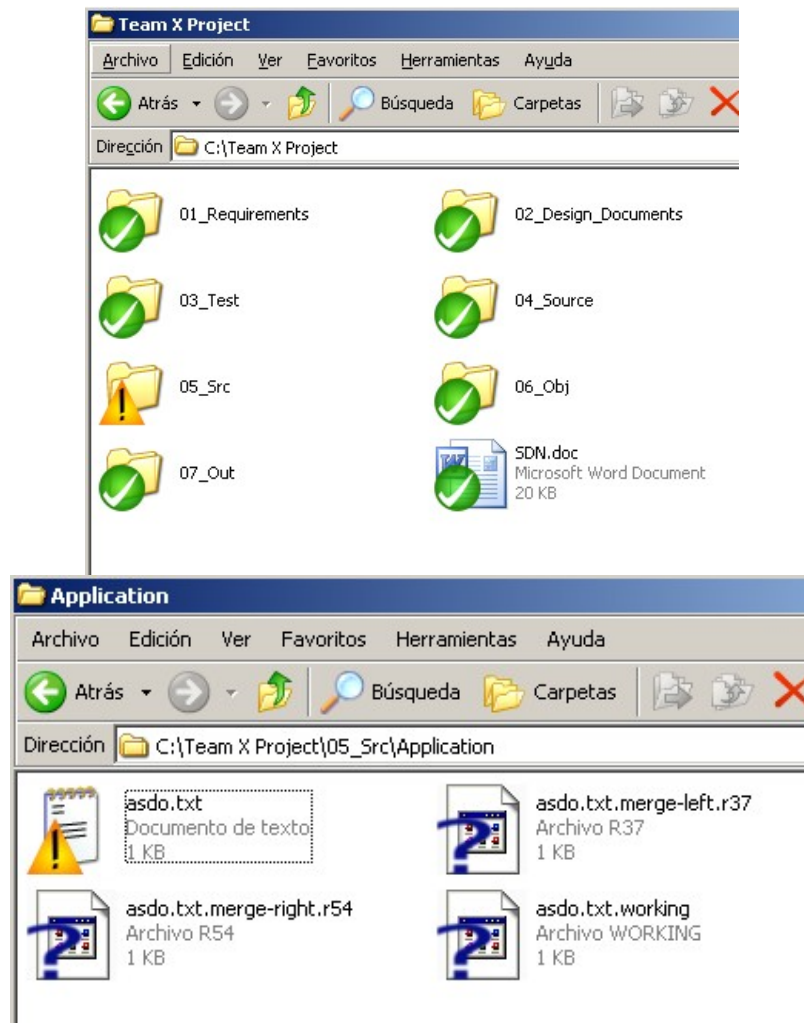 Team X Project
Archivo Edición Ver Favoritos Herramientas Ayuda
Atrás Búsqueda Carpetas
Dirección C:\Team X Project
01_Requirements 02_Design_Documents
03_Test 04_Source
05_Src 06_Obj
07_Out SDN.doc
Microsoft Word Document
20 KB
Application
Archivo Edición Ver Favoritos Herramientas Ayuda
Atrás Búsqueda Carpetas
Dirección C:\Team X Project\05_Src\Application
asdo.txt asdo.txt.merge-left.r37
Documento de texto Archivo R37
1 KB 1 KB
asdo.txt.merge-right.r54 asdo.txt.working
Archivo R54 Archivo WORKING
1 KB 1 KB